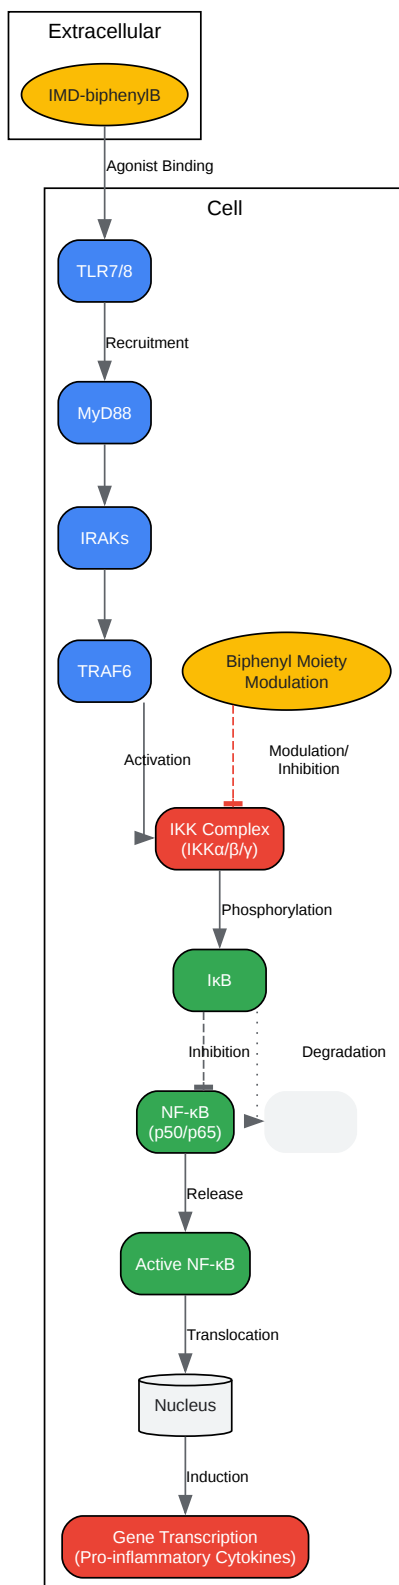 Extracellular
IMD-biphenylB
Agonist Binding
Cell
TLR7/8
Recruitment
MyD88
IRAKs
TRAF6
Biphenyl Moiety
Modulation
Activation
Modulation/
Inhibition
IKK Complex
(IKKα/β/γ)
Phosphorylation
IκB
Inhibition
Degradation
NF-κB
(p50/p65)
Release
Active NF-κB
Translocation
Nucleus
Induction
Gene Transcription
(Pro-inflammatory Cytokines)